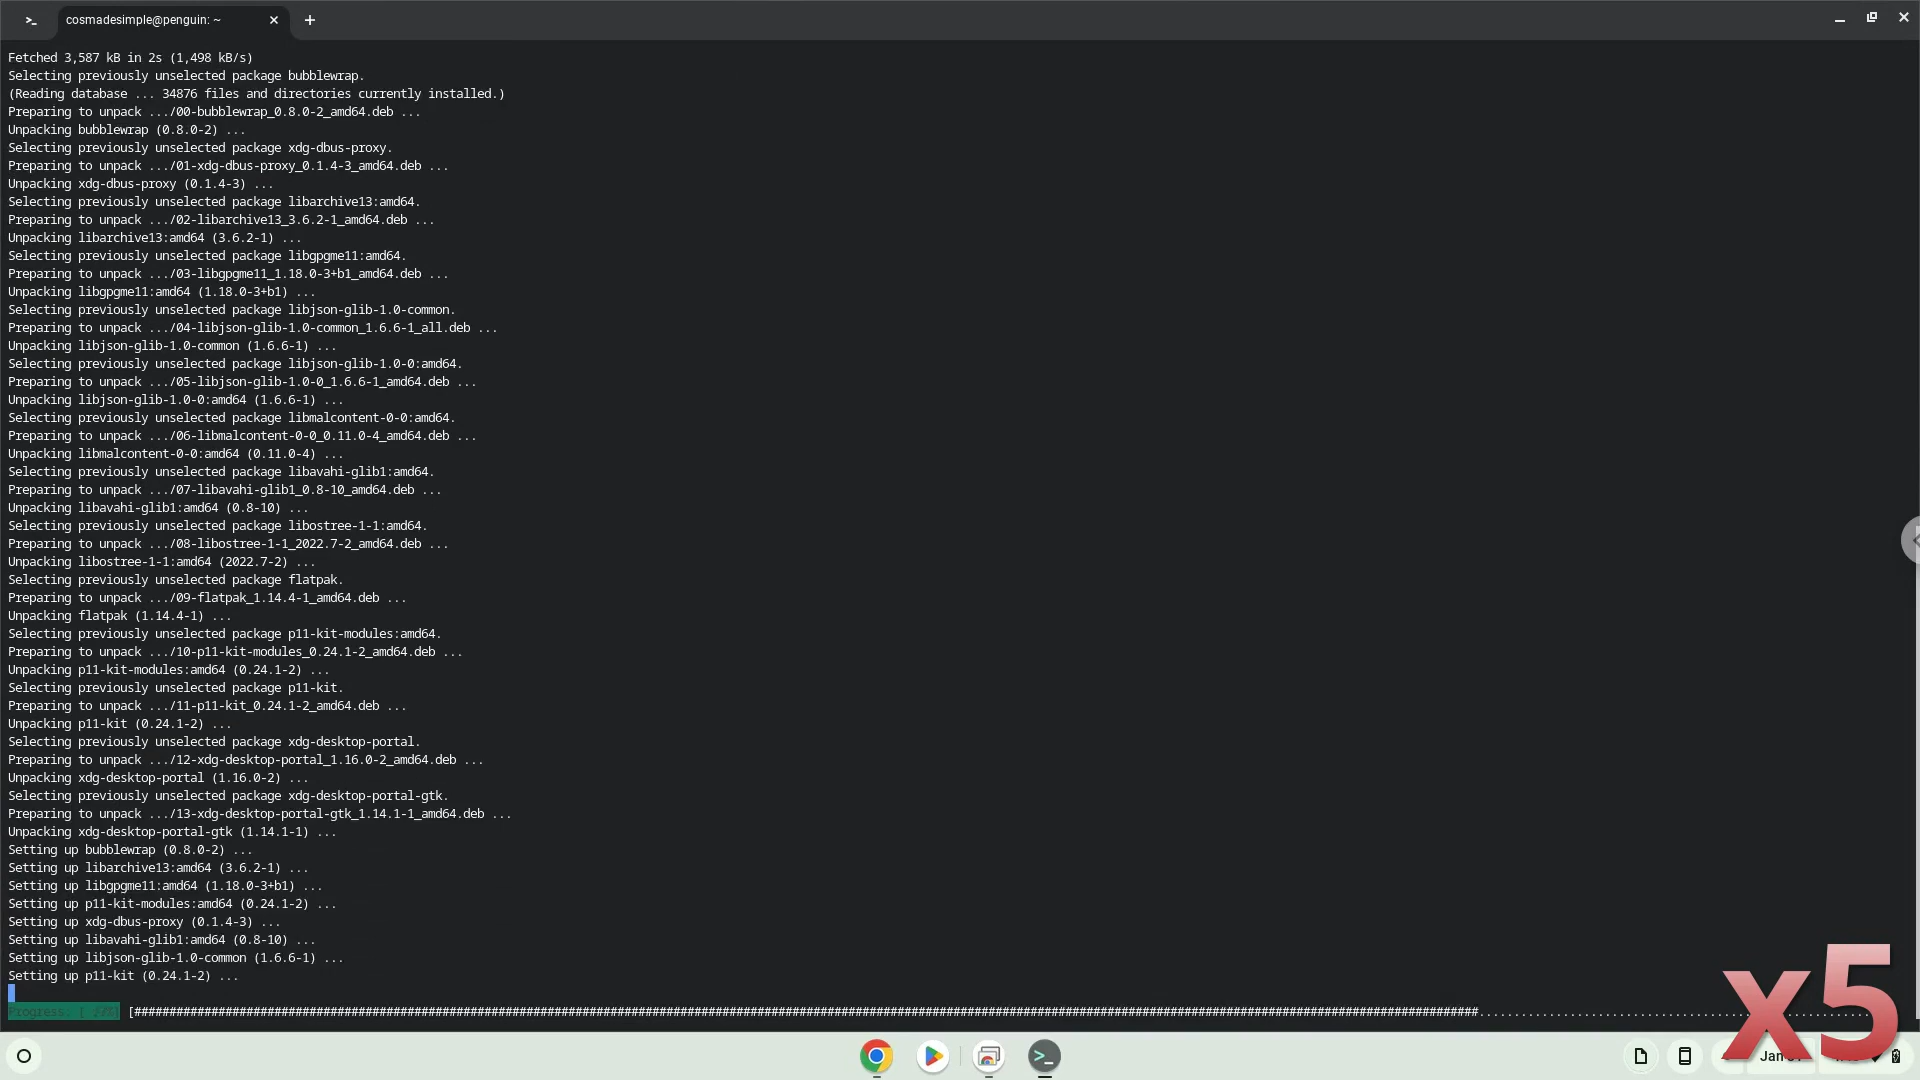 cosmadesimple@penguin: ~
Fetched 3,587 kB in 2s (1,498 kB/s)
Selecting previously unselected package bubblewrap.
(Reading database ... 34876 files and directories currently installed.)
Preparing to unpack .../00-bubblewrap_0.8.0-2_amd64.deb ...
Unpacking bubblewrap (0.8.0-2) ...
Selecting previously unselected package xdg-dbus-proxy.
Preparing to unpack .../01-xdg-dbus-proxy_0.1.4-3_amd64.deb ...
Unpacking xdg-dbus-proxy (0.1.4-3) ...
Selecting previously unselected package libarchive13:amd64.
Preparing to unpack .../02-libarchive13_3.6.2-1_amd64.deb ...
Unpacking libarchive13:amd64 (3.6.2-1) ...
Selecting previously unselected package libgpgme11:amd64.
Preparing to unpack .../03-libgpgme11_1.18.0-3+b1_amd64.deb ...
Unpacking libgpgme11:amd64 (1.18.0-3+b1) ...
Selecting previously unselected package libjson-glib-1.0-common.
Preparing to unpack .../04-libjson-glib-1.0-common_1.6.6-1_all.deb ...
Unpacking libjson-glib-1.0-common (1.6.6-1) ...
Selecting previously unselected package libjson-glib-1.0-0:amd64.
Preparing to unpack .../05-libjson-glib-1.0-0_1.6.6-1_amd64.deb ...
Unpacking libjson-glib-1.0-0:amd64 (1.6.6-1) ...
Selecting previously unselected package libmalcontent-0-0:amd64.
Preparing to unpack .../06-libmalcontent-0-0_0.11.0-4_amd64.deb ...
Unpacking libmalcontent-0-0:amd64 (0.11.0-4) ...
Selecting previously unselected package libavahi-glib1:amd64.
Preparing to unpack .../07-libavahi-glib1_0.8-10_amd64.deb ...
Unpacking libavahi-glib1:amd64 (0.8-10) ...
Selecting previously unselected package libostree-1-1:amd64.
Preparing to unpack .../08-libostree-1-1_2022.7-2_amd64.deb ...
Unpacking libostree-1-1:amd64 (2022.7-2) ...
Selecting previously unselected package flatpak.
Preparing to unpack .../09-flatpak_1.14.4-1_amd64.deb ...
Unpacking flatpak (1.14.4-1) ...
Selecting previously unselected package p11-kit-modules:amd64.
Preparing to unpack .../10-p11-kit-modules_0.24.1-2_amd64.deb ...
Unpacking p11-kit-modules:amd64 (0.24.1-2) ...
Selecting previously unselected package p11-kit.
Preparing to unpack .../11-p11-kit_0.24.1-2_amd64.deb ...
Unpacking p11-kit (0.24.1-2) ...
Selecting previously unselected package xdg-desktop-portal.
Preparing to unpack .../12-xdg-desktop-portal_1.16.0-2_amd64.deb ...
Unpacking xdg-desktop-portal (1.16.0-2) ...
Selecting previously unselected package xdg-desktop-portal-gtk.
Preparing to unpack .../13-xdg-desktop-portal-gtk_1.14.1-1_amd64.deb ...
Unpacking xdg-desktop-portal-gtk (1.14.1-1) ...
Setting up bubblewrap (0.8.0-2) ...
Setting up libarchive13:amd64 (3.6.2-1) ...
Setting up libgpgme11:amd64 (1.18.0-3+b1) ...
Setting up p11-kit-modules:amd64 (0.24.1-2) ...
Setting up xdg-dbus-proxy (0.1.4-3) ...
Setting up libavahi-glib1:amd64 (0.8-10) ...
Setting up libjson-glib-1.0-common (1.6.6-1) ...
Setting up p11-kit (0.24.1-2) ...
Progress: [
x5
Jan